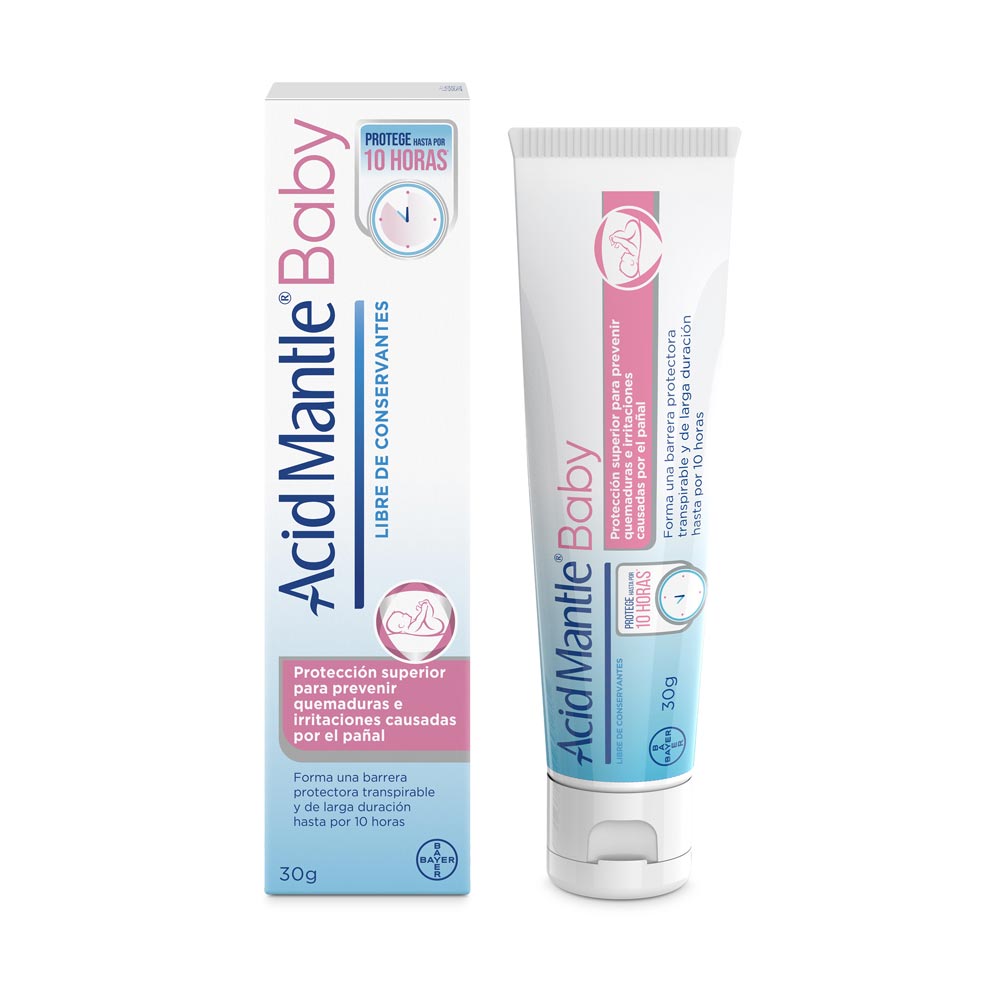 Acid Mantle® Baby
PROTEGE HASTA POR
10 HORAS*
LIBRE DE CONSERVANTES
Protección superior
para prevenir
quemaduras e
irritaciones causadas
por el pañal
Forma una barrera
protectora transpirable
y de larga duración
hasta por 10 horas
30g
BAYER
BAYER
Acid Mantle® Baby
LIBRE DE CONSERVANTES
Protección superior para prevenir
quemaduras e irritaciones
causadas por el pañal
Forma una barrera protectora
transpirable y de larga duración
hasta por 10 horas
PROTEGE HASTA POR
10 HORAS*
30g
BAYER
BAYER